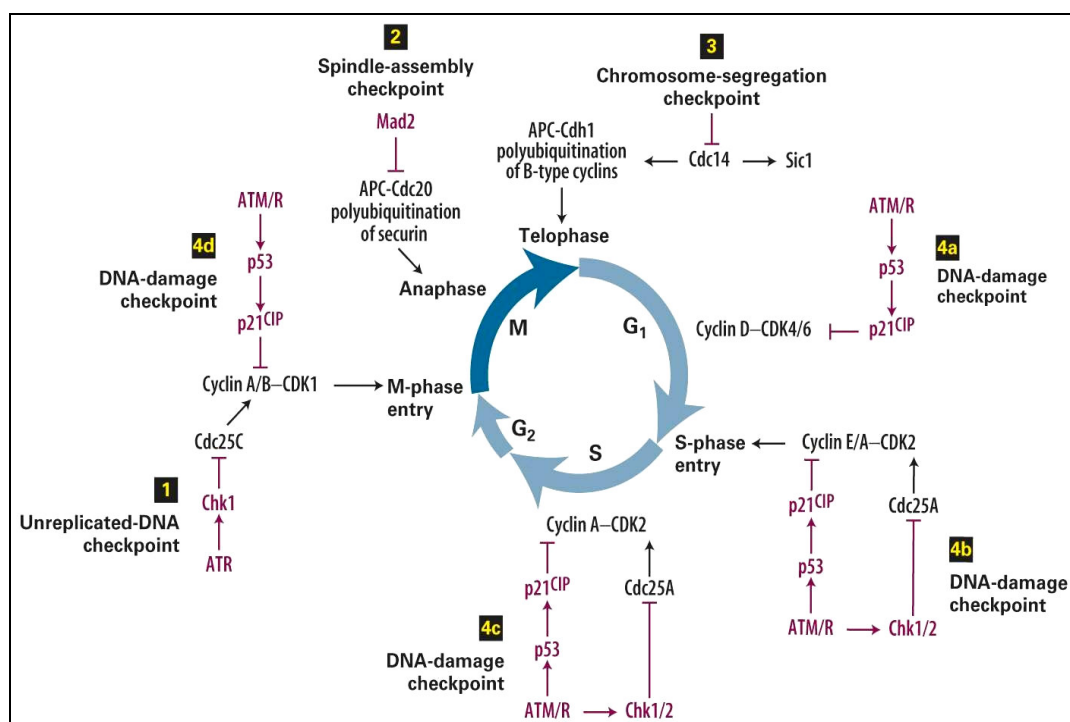 2
Spindle-assembly
checkpoint
Mad2
APC-Cdc20
polyubiquitination
of securin
Anaphase
3
Chromosome-segregation
checkpoint
APC-Cdh1
polyubiquitination
of B-type cyclins
Cdc14
Sic1
Telophase
ATM/R
4d
DNA-damage
checkpoint
p53
p21CIP
Cyclin A/B–CDK1
M-phase
entry
Cdc25C
1
Unreplicated-DNA
checkpoint
Chk1
ATR
M
G1
G2
S
ATM/R
4a
DNA-damage
checkpoint
p53
p21CIP
Cyclin D–CDK4/6
S-phase
entry
Cyclin E/A–CDK2
p21CIP
Cdc25A
p53
4b
DNA-damage
checkpoint
ATM/R
Chk1/2
Cyclin A–CDK2
p21CIP
Cdc25A
4c
DNA-damage
checkpoint
p53
ATM/R
Chk1/2